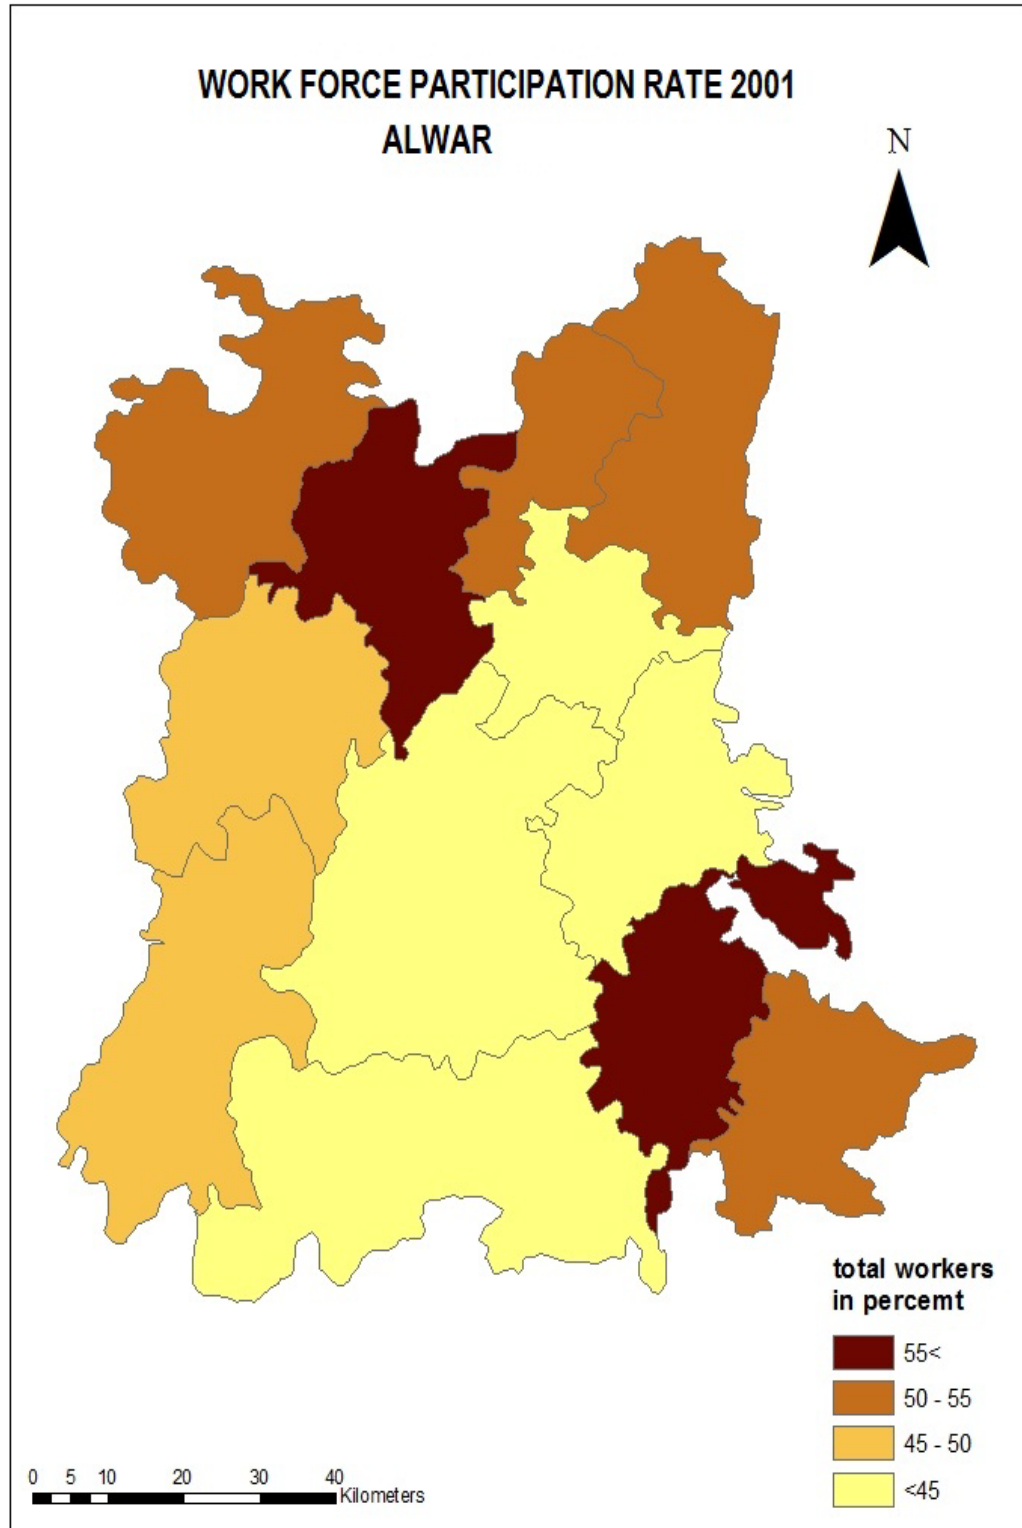 WORK FORCE PARTICIPATION RATE 2001
ALWAR
N
total workers
in percemt
55<
50 - 55
45 - 50
<45
0 5 10 20 30 40
Kilometers